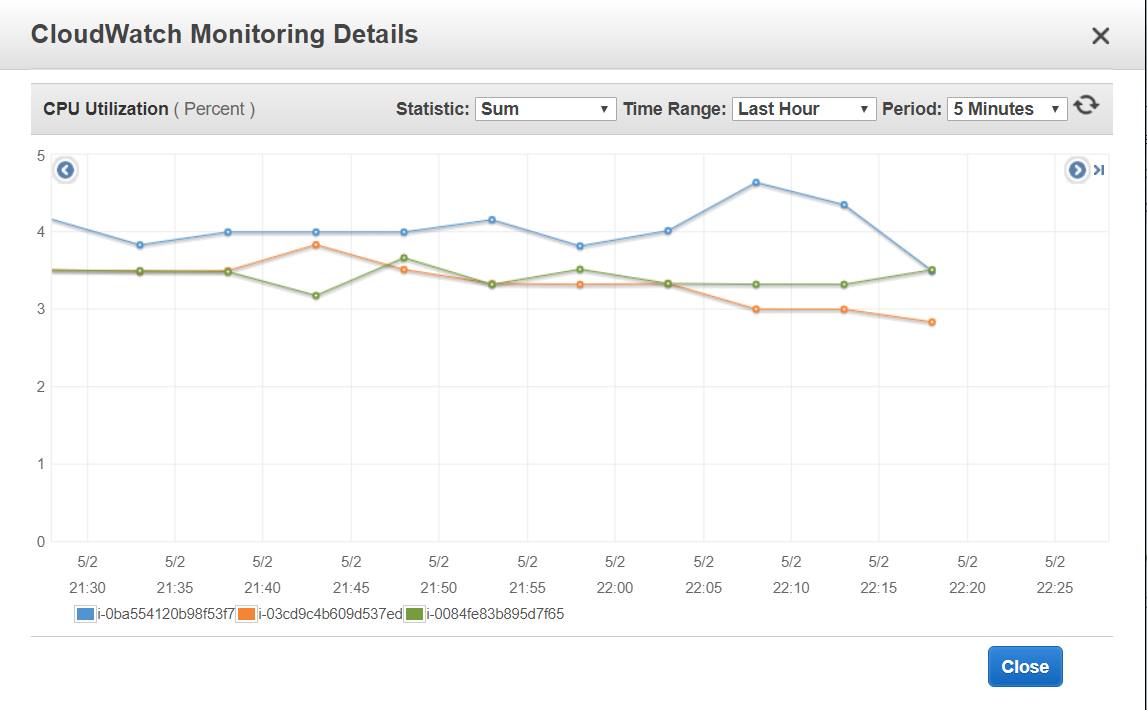 CloudWatch Monitoring Details
CPU Utilization ( Percent ) Statistic: Sum Time Range: Last Hour Period: 5 Minutes
5
4
3
2
1
0
5/2 5/2 5/2 5/2 5/2 5/2 5/2 5/2 5/2 5/2 5/2 5/2
21:30 21:35 21:40 21:45 21:50 21:55 22:00 22:05 22:10 22:15 22:20 22:25
i-0ba554120b98f53f7 i-03cd9c4b609d537ed i-0084fe83b895d7f65
Close